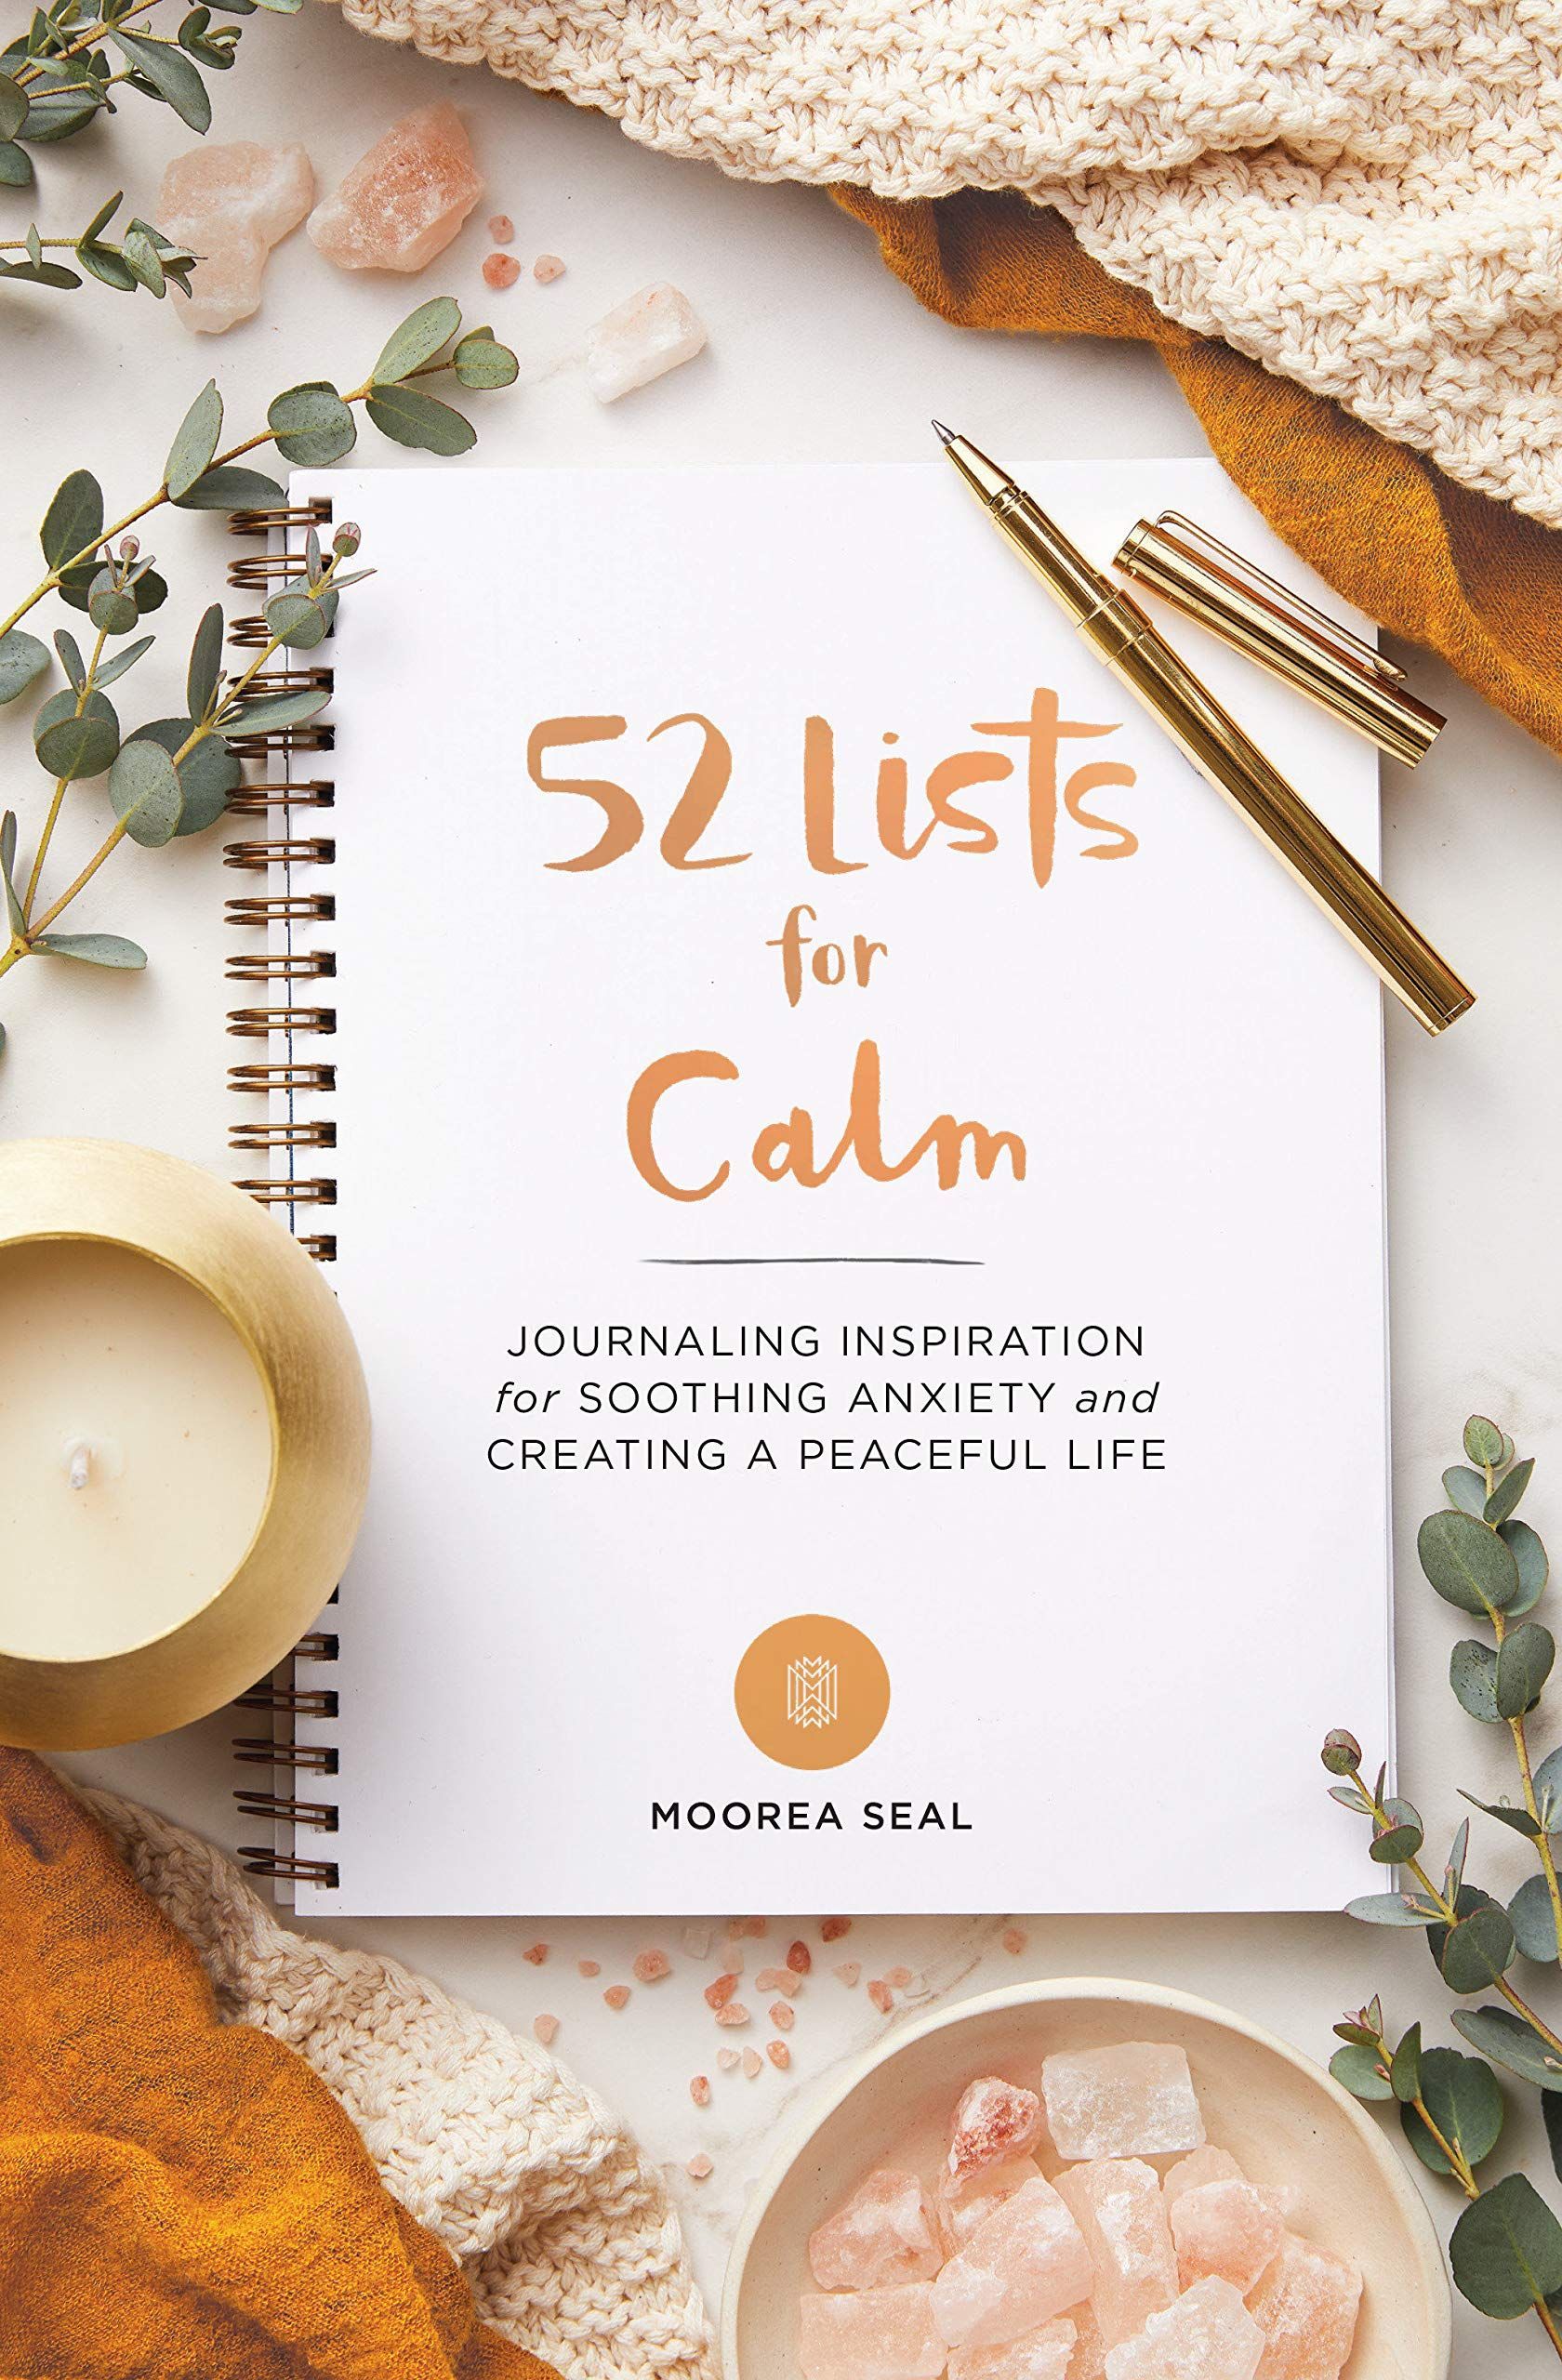 52 Lists
for
Calm
JOURNALING INSPIRATION
for SOOTHING ANXIETY and
CREATING A PEACEFUL LIFE
MOOREA SEAL